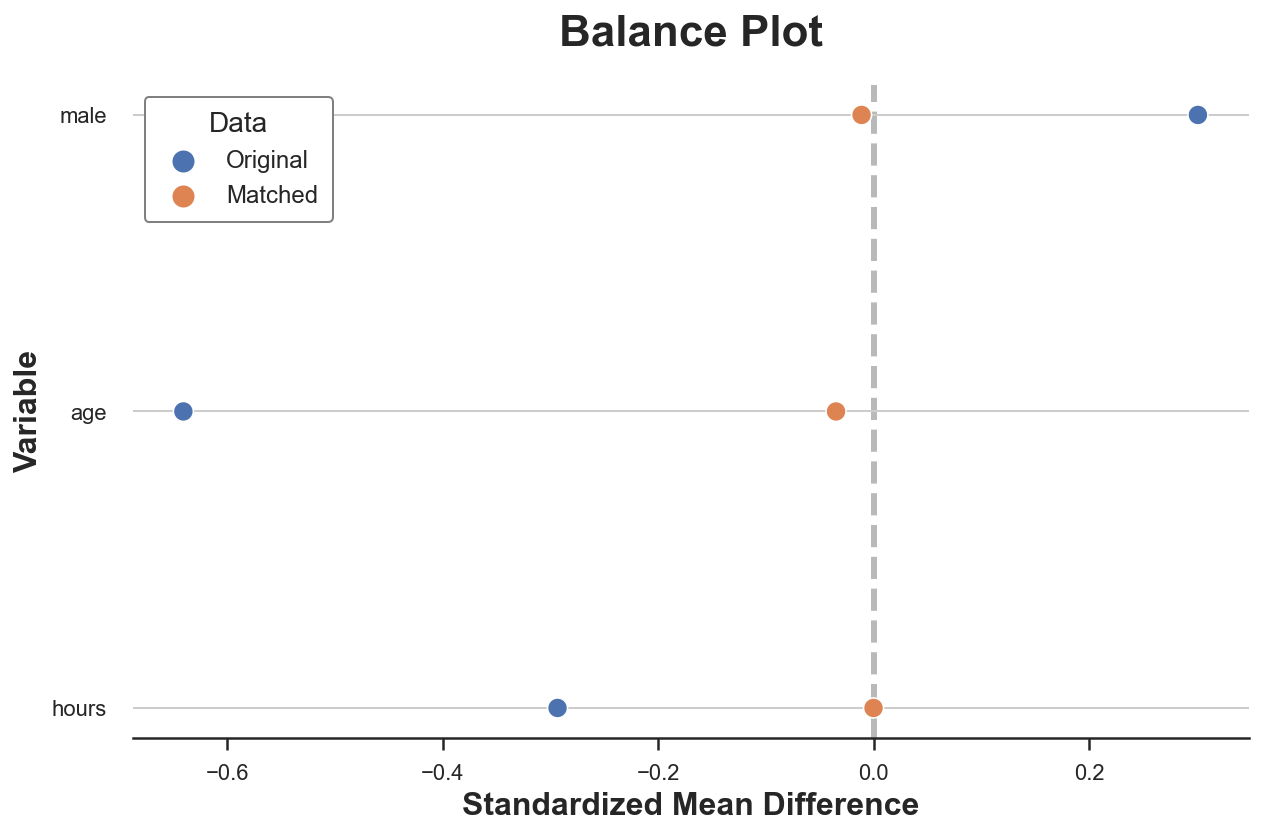 Balance Plot
Data
Original
Matched
male
age
hours
Variable
−0.6 −0.4 −0.2 0.0 0.2
Standardized Mean Difference